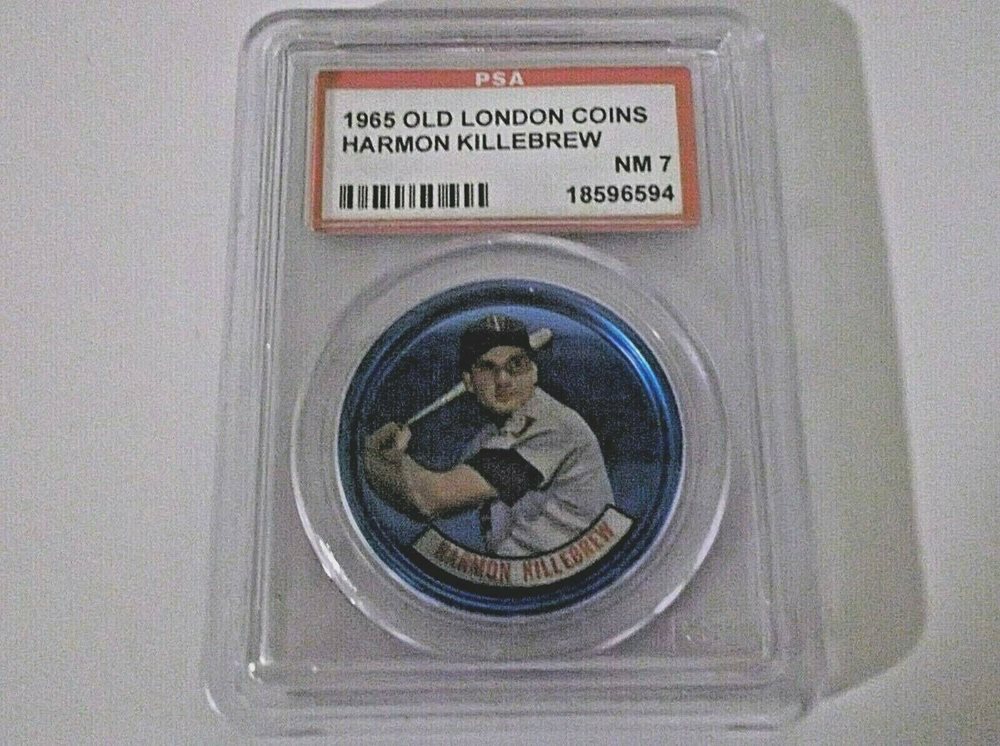 PSA
1965 OLD LONDON COINS
HARMON KILLEBREW
NM 7
18596594
HARMON KILLEBREW